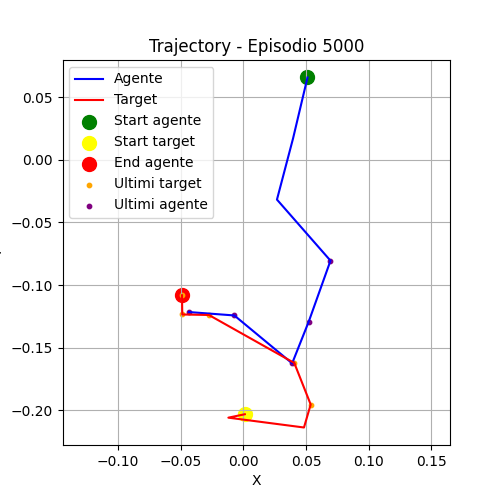 Trajectory - Episodio 5000
Agente
Target
Start agente
Start target
End agente
Ultimi target
Ultimi agente
0.05
0.00
−0.05
−0.10
−0.15
−0.20
−0.10 −0.05 0.00 0.05 0.10 0.15
X